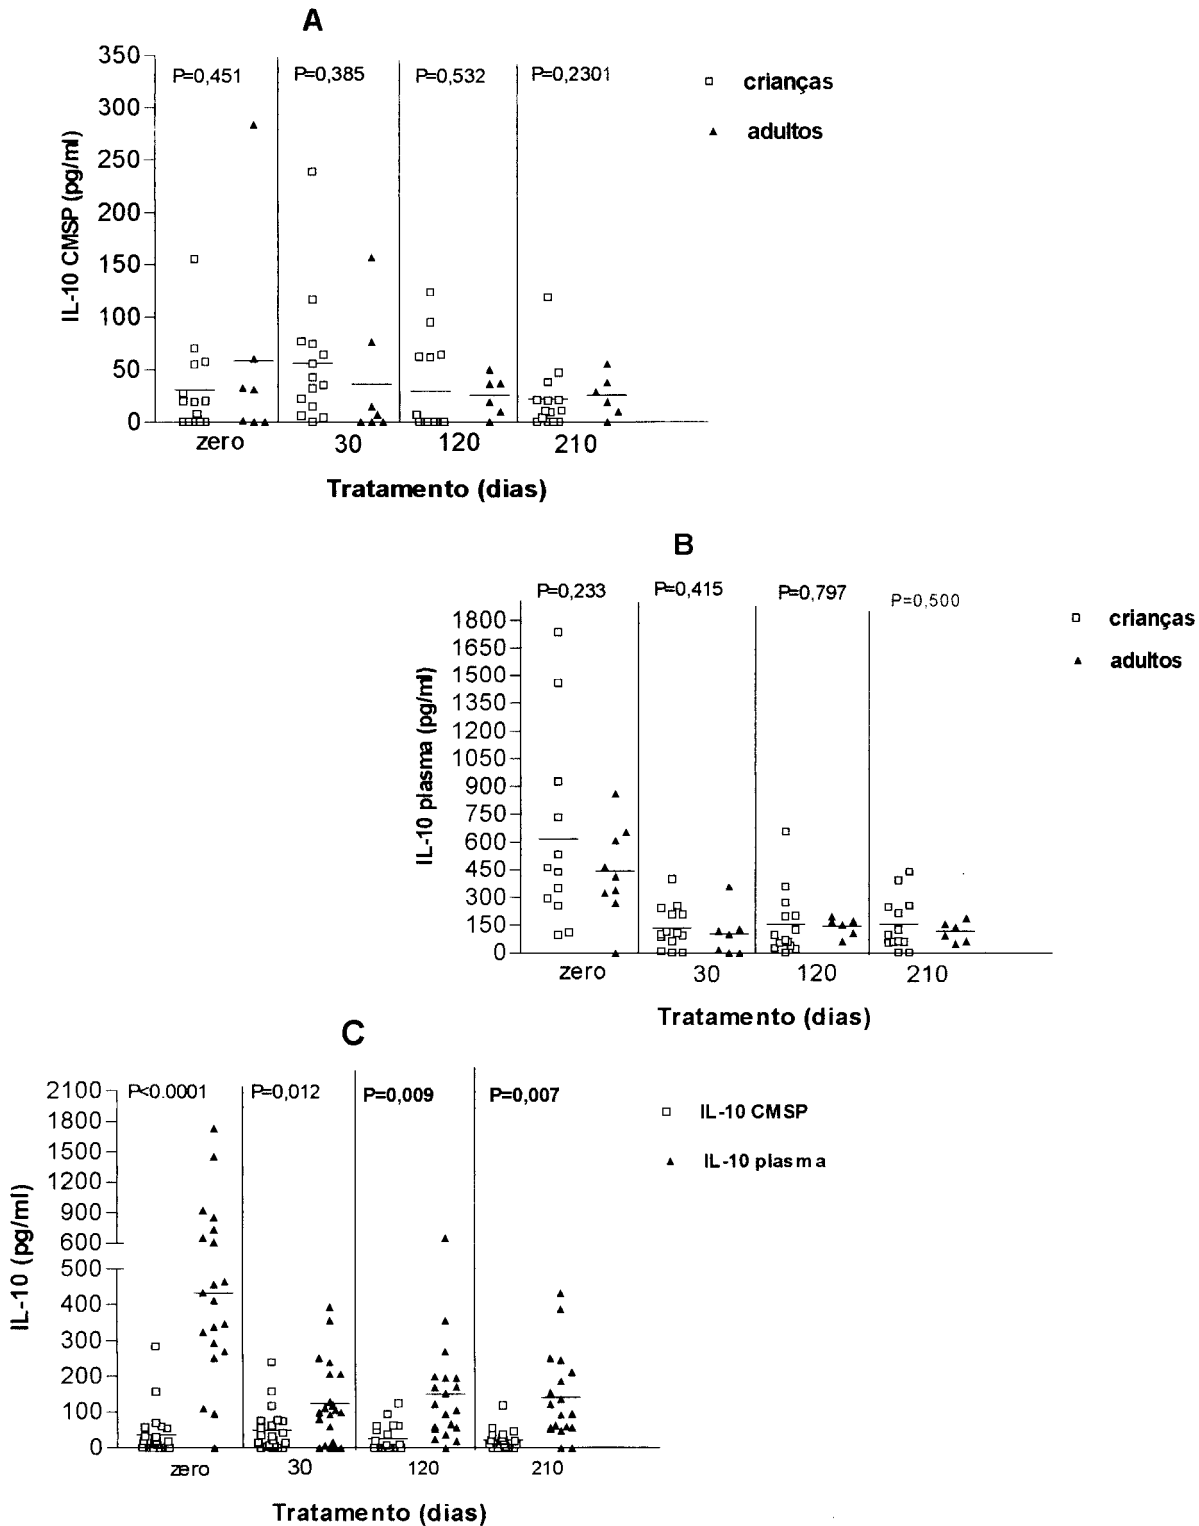 A
350
300
250
200
150
100
50
0
IL-10 CMSP (pg/ml)
P=0,451 P=0,385 P=0,532 P=0,2301
crianças
adultos
zero 30 120 210
Tratamento (dias)
B
1800
1650
1500
1350
1200
1050
900
750
600
450
300
150
0
IL-10 plasma (pg/ml)
P=0,233 P=0,415 P=0,797 P=0,500
crianças
adultos
zero 30 120 210
Tratamento (dias)
C
2100
1800
1500
1200
900
600
500
400
300
200
100
0
IL-10 (pg/ml)
P<0.0001 P=0,012 P=0,009 P=0,007
IL-10 CMSP
IL-10 plasma
zero 30 120 210
Tratamento (dias)